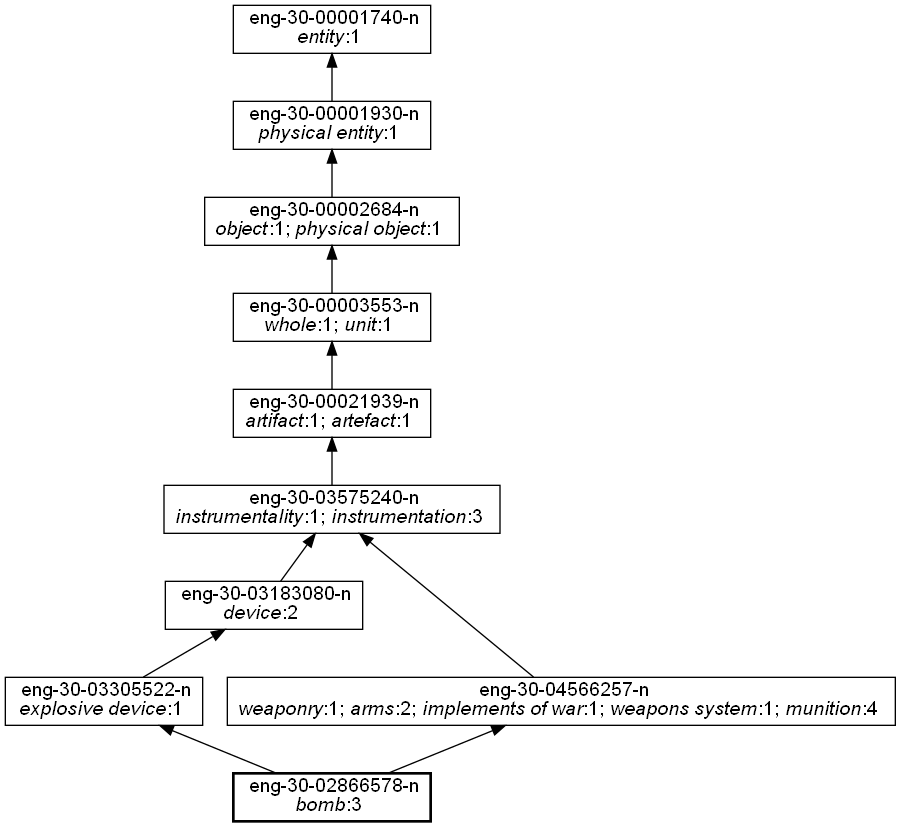 eng-30-00001740-n
entity:1
eng-30-00001930-n
physical entity:1
eng-30-00002684-n
object:1; physical object:1
eng-30-00003553-n
whole:1; unit:1
eng-30-00021939-n
artifact:1; artefact:1
eng-30-03575240-n
instrumentality:1; instrumentation:3
eng-30-03183080-n
device:2
eng-30-03305522-n
explosive device:1
eng-30-04566257-n
weaponry:1; arms:2; implements of war:1; weapons system:1; munition:4
eng-30-02866578-n
bomb:3